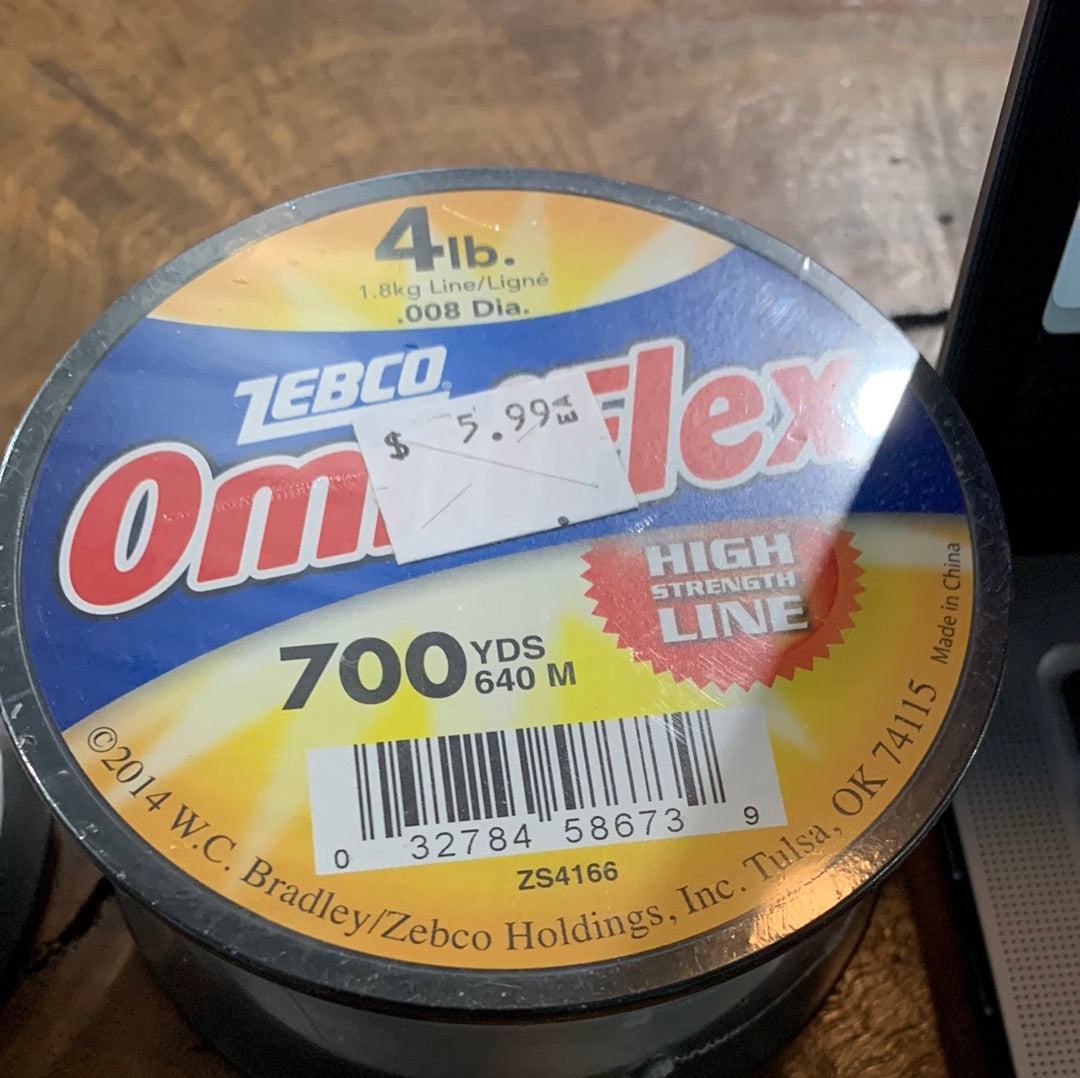 4lb.
1.8kg Line/Ligné
.008 Dia.
ZEBCO
$ 5.99 EA
HIGH
STRENGTH
LINE
700 YDS
640 M
0 32784 58673 9
ZS4166
©2014 W.C. Bradley/Zebco Holdings, Inc. Tulsa, OK 74115 Made in China